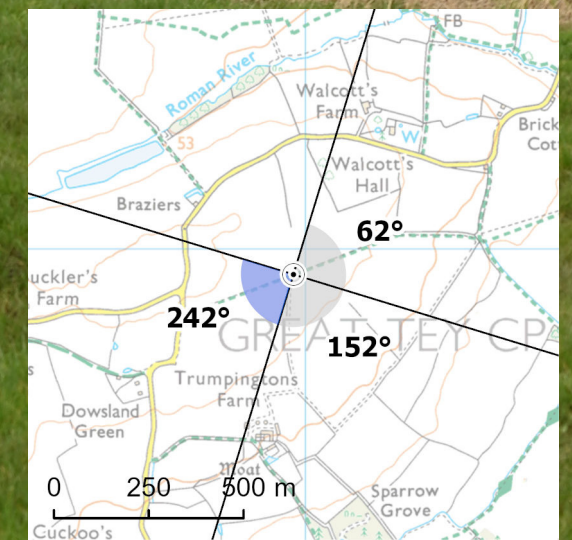 FB
Roman River
Walcott's
Farm
53
W
Brick
Cot
Walcott's
Hall
Braziers
62°
uckler's
Farm
242°
GREAT TEY CP
152°
s
Trumpingtons
Farm
Dowsland
Green
Moat
0 250 500 m
Sparrow
Grove
Cuckoo's